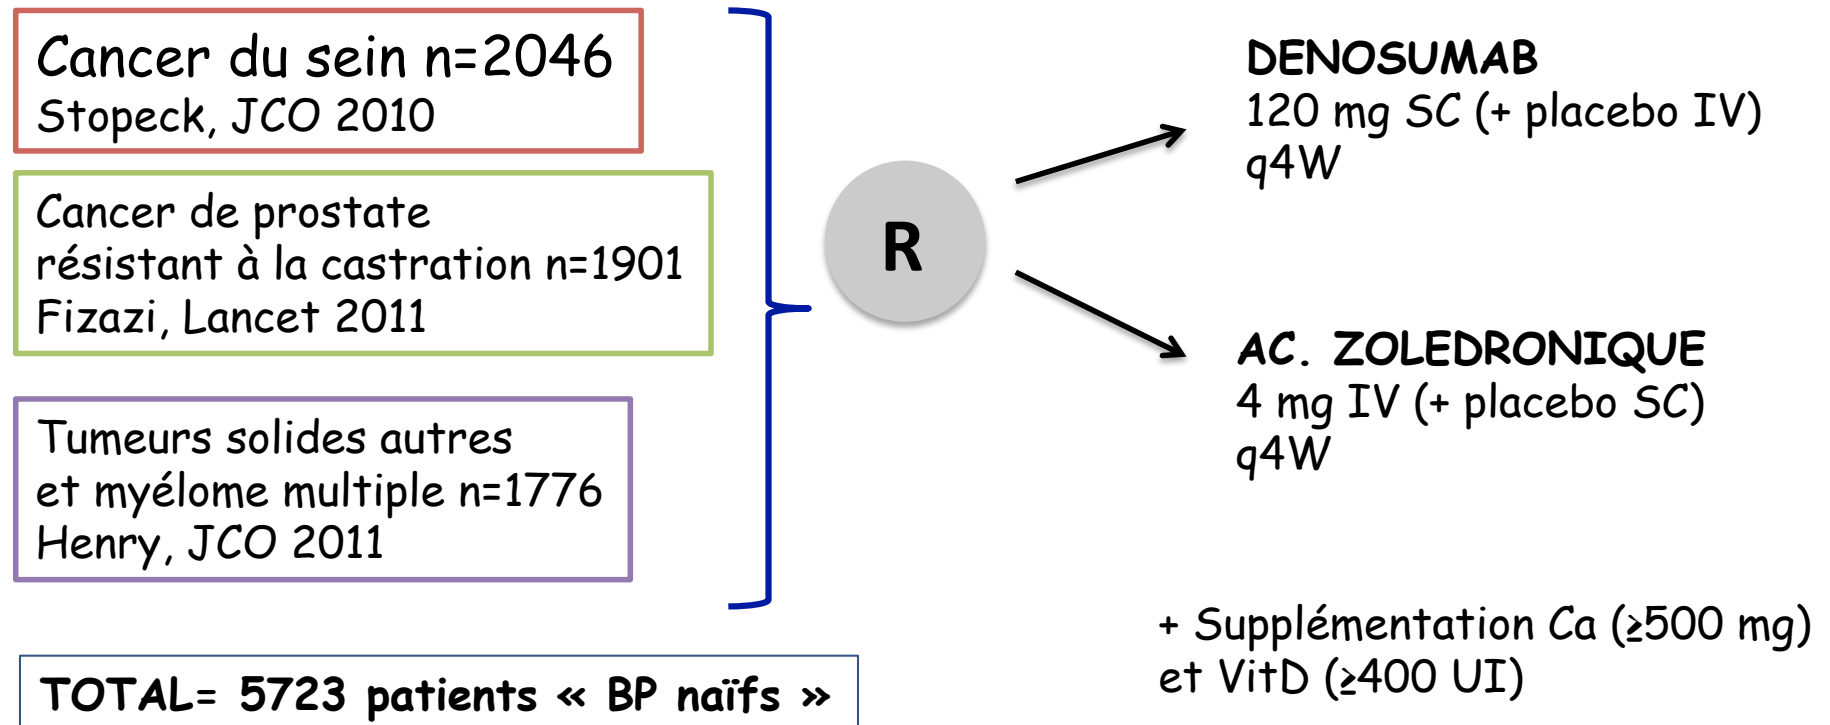 Cancer du sein n=2046
Stopeck, JCO 2010
Cancer de prostate
résistant à la castration n=1901
Fizazi, Lancet 2011
Tumeurs solides autres
et myélome multiple n=1776
Henry, JCO 2011
TOTAL= 5723 patients « BP naïfs »
R
DENOSUMAB
120 mg SC (+ placebo IV)
q4W
AC. ZOLEDRONIQUE
4 mg IV (+ placebo SC)
q4W
+ Supplémentation Ca (≥500 mg)
et VitD (≥400 UI)